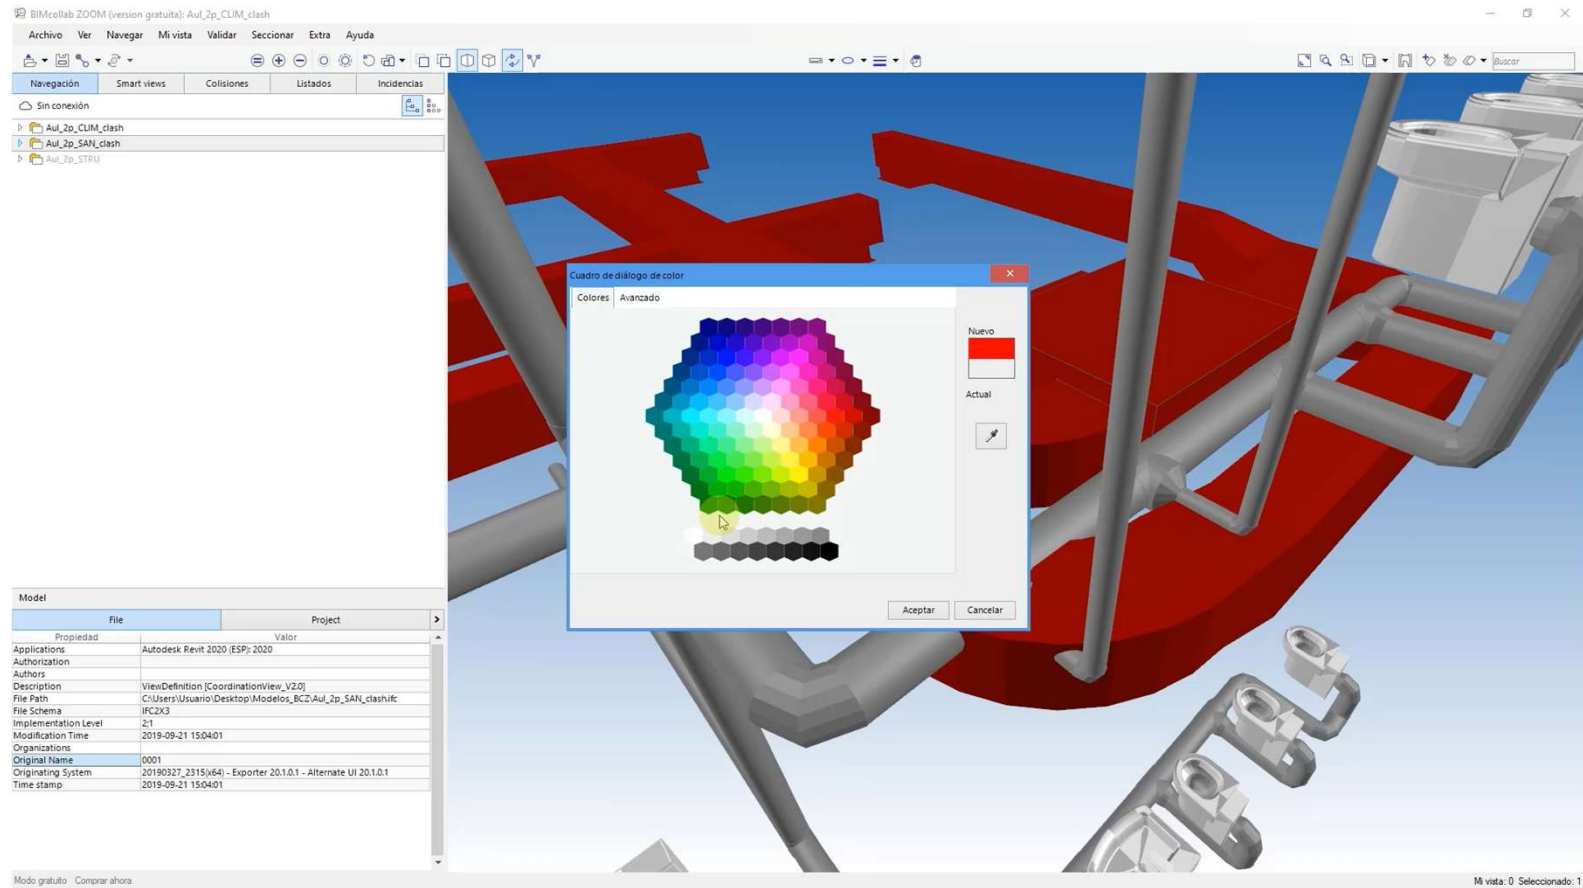 BIMcollab ZOOM (version gratuita): Aul_2p_CLIM_clash
Archivo Ver Navegar Mi vista Validar Seccionar Extra Ayuda
Buscar
Navegación Smart views Colisiones Listados Incidencias
Sin conexión
Aul_2p_CLIM_clash
Aul_2p_SAN_clash
Aul_2p_STRU
Cuadro de diálogo de color
Colores Avanzado
Nuevo
Actual
Aceptar Cancelar
Model
File Project >
Propiedad Valor
Applications Autodesk Revit 2020 (ESP): 2020
Authorization
Authors
Description ViewDefinition [CoordinationView_V2.0]
File Path C:\Users\Usuario\Desktop\Modelos_BCZ\Aul_2p_SAN_clash.ifc
File Schema IFC2X3
Implementation Level 2;1
Modification Time 2019-09-21 15:04:01
Organizations
Original Name 0001
Originating System 20190327_2315(x64) - Exporter 20.1.0.1 - Alternate UI 20.1.0.1
Time stamp 2019-09-21 15:04:01
Modo gratuito Comprar ahora
Mi vista: 0 Seleccionado: 1